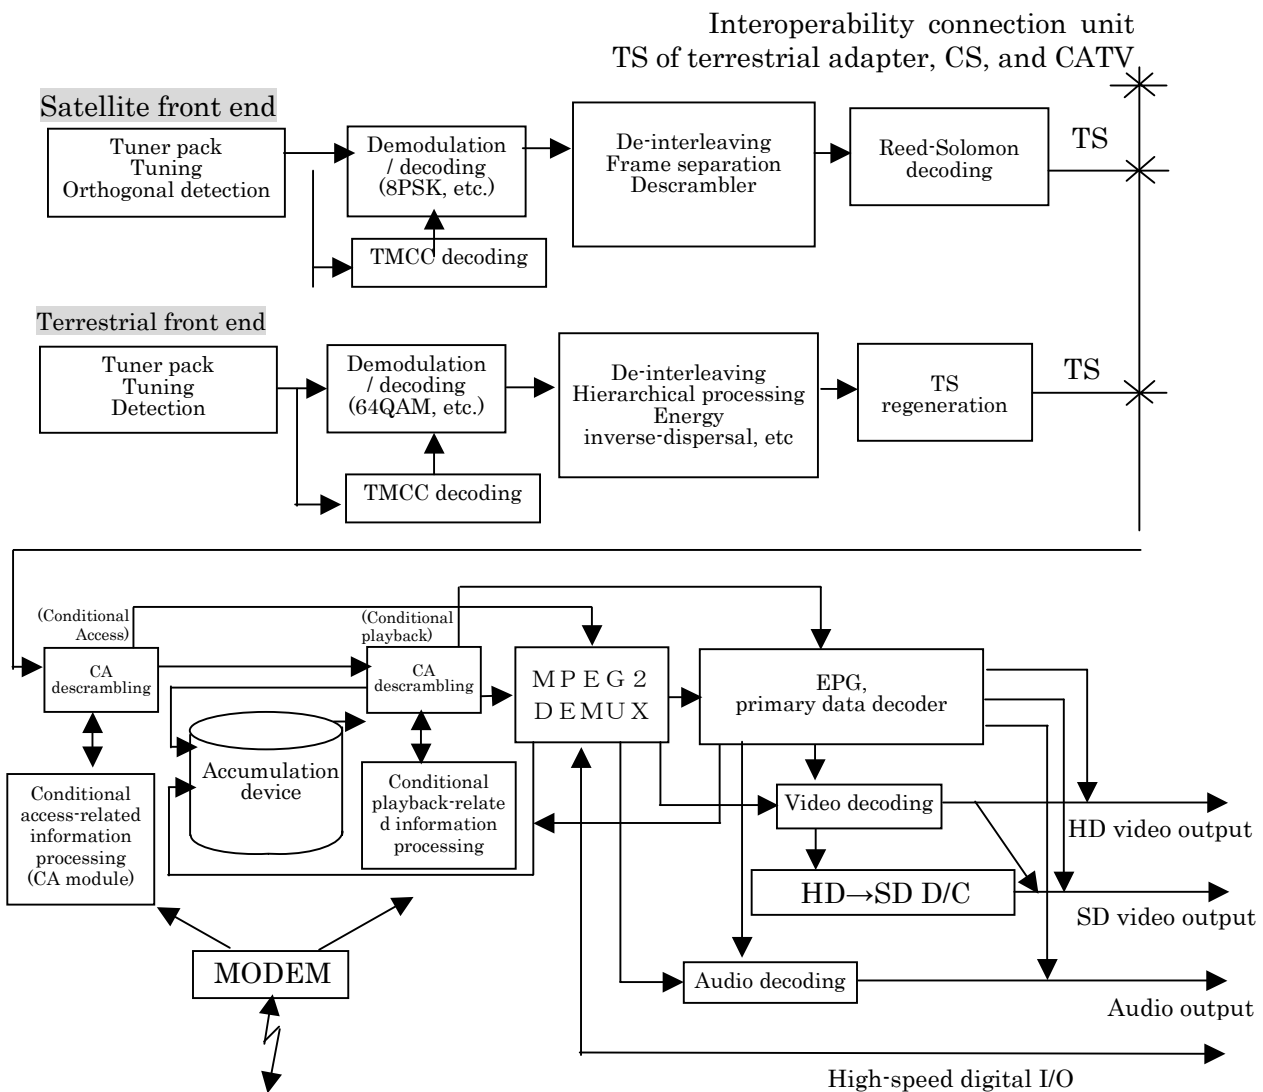 Interoperability connection unit
TS of terrestrial adapter, CS, and CATV
Satellite front end
Tuner pack
Tuning
Orthogonal detection
Demodulation
/ decoding
(8PSK, etc.)
TMCC decoding
De-interleaving
Frame separation
Descrambler
Reed-Solomon
decoding
TS
Terrestrial front end
Tuner pack
Tuning
Detection
Demodulation
/ decoding
(64QAM, etc.)
TMCC decoding
De-interleaving
Hierarchical processing
Energy
inverse-dispersal, etc
TS
regeneration
TS
(Conditional
Access)
CA
descrambling
(Conditional
playback)
CA
descrambling
ＭＰＥＧ２
ＤＥＭＵＸ
EPG,
primary data decoder
Accumulation
device
Conditional
access-related
information
processing
(CA module)
Conditional
playback-relate
d information
processing
Video decoding
HD video output
HD→SD D/C
SD video output
MODEM
Audio decoding
Audio output
High-speed digital I/O